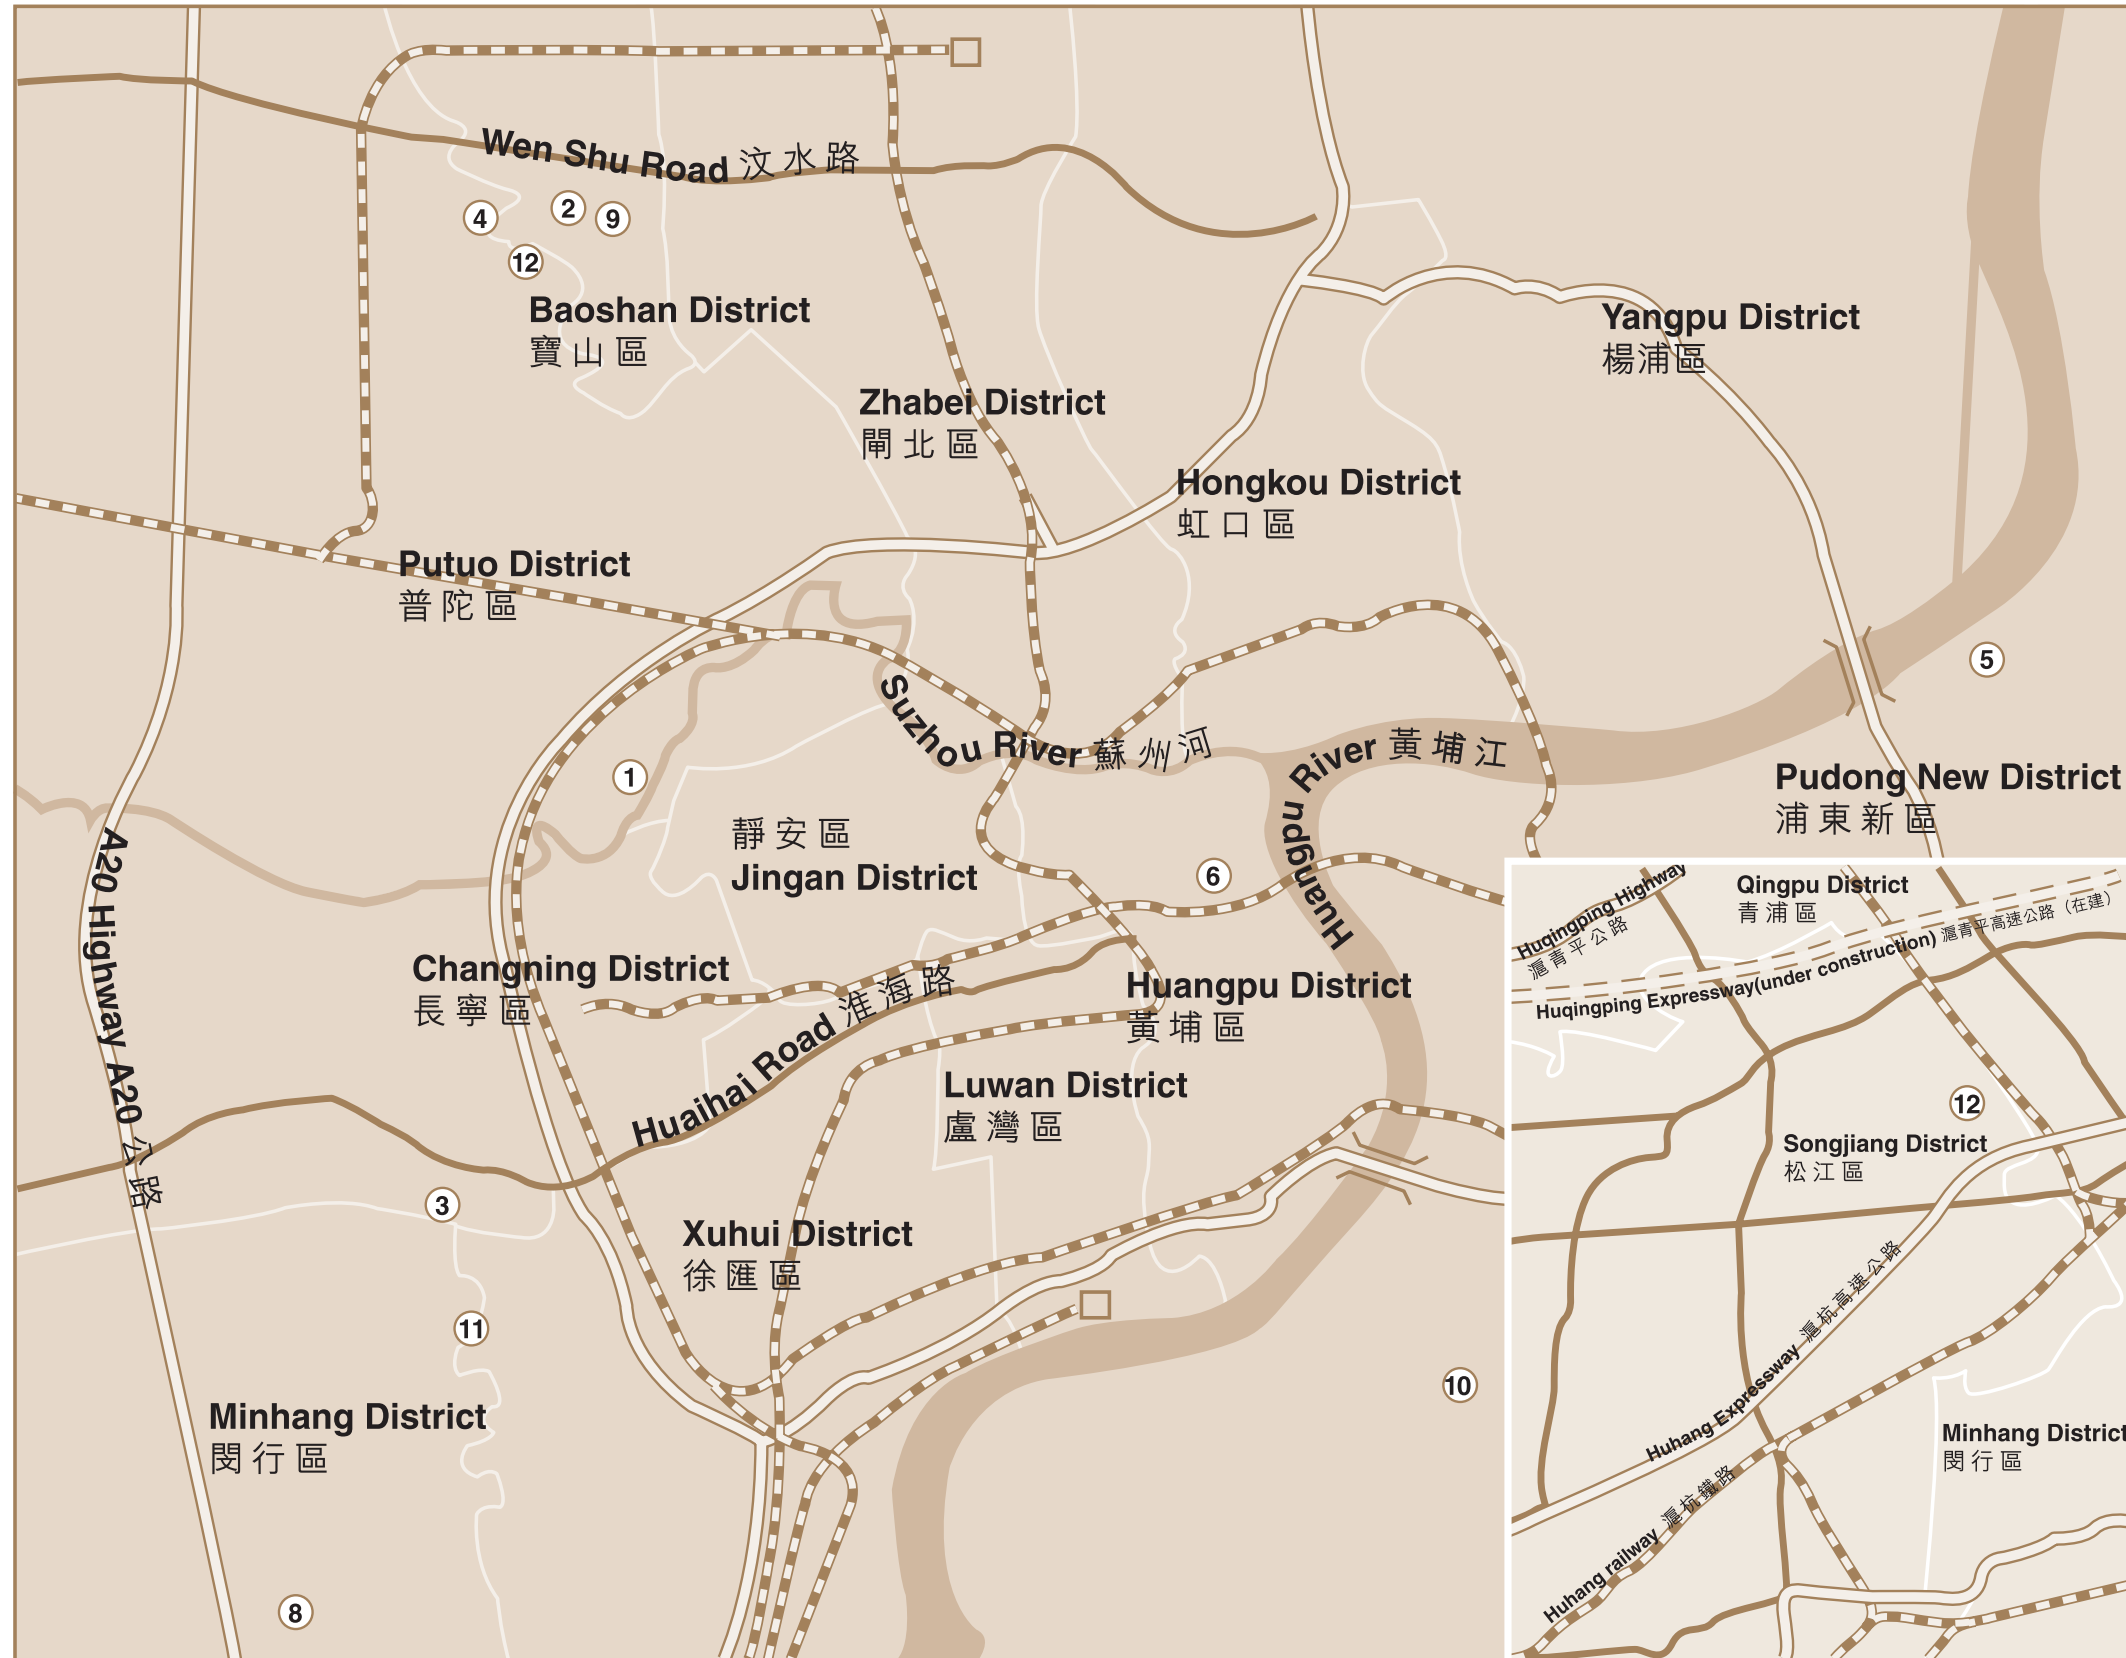 Wen Shu Road 汶水路
4
2
9
12
Baoshan District
寶山區
Yangpu District
楊浦區
Zhabei District
閘北區
Hongkou District
虹口區
Putuo District
普陀區
5
Suzhou River 蘇州河
Huangpu River 黃埔江
1
Pudong New District
浦東新區
靜安區
Jingan District
6
A20 Highway A20 公路
Changning District
長寧區
Huaihai Road 淮海路
Huangpu District
黃埔區
Luwan District
盧灣區
3
Xuhui District
徐匯區
11
10
Minhang District
閔行區
8
Huqingping Highway
滬青平公路
Qingpu District
青浦區
Huqingping Expressway(under construction) 滬青平高速公路（在建）
12
Songjiang District
松江區
Huhang Expressway 滬杭高速公路
Minhang District
閔行區
Huhang railway 滬杭鐵路